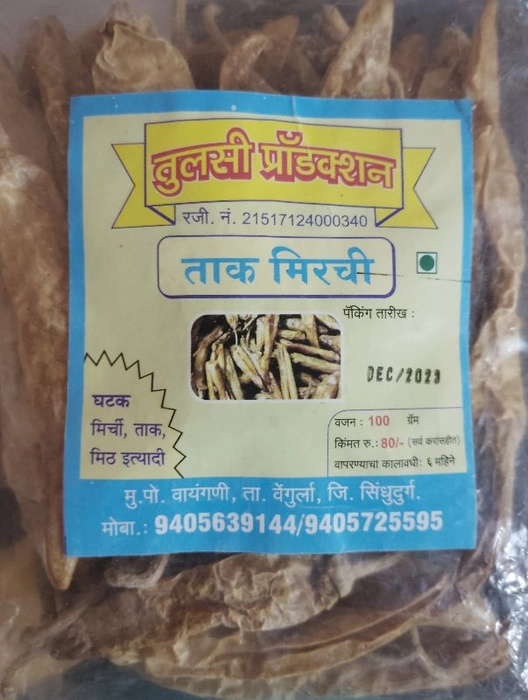 तुलसी प्रॉडक्शन
रजी. नं. 21517124000340
ताक मिरची
पॅकिंग तारीख :
DEC/2023
घटक
मिर्ची, ताक,
मिठ इत्यादी
वजन : 100 ग्रॅम
किंमत रु.: 80/- (सर्व करांसहीत)
वापरण्याचा कालावधी: ६ महिने
मु.पो. वायंगणी, ता. वेंगुर्ला, जि. सिंधुदुर्ग.
मोबा.: 9405639144/9405725595